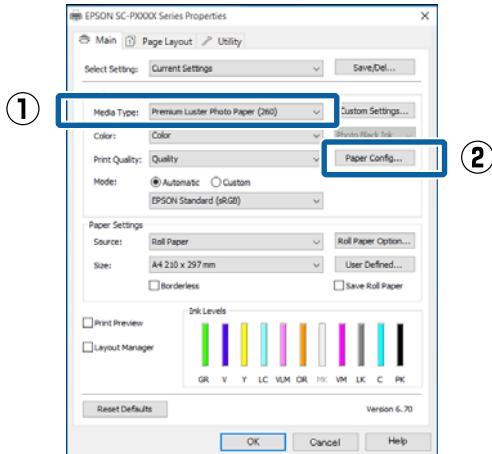 EPSON SC-PXXXX Series Properties
Main Page Layout Utility
Select Setting: Current Settings Save/Del...
① Media Type: Premium Luster Photo Paper (260) Custom Settings...
Color: Color Photo Black Ink
Print Quality: Quality Paper Config... ②
Mode: Automatic Custom
EPSON Standard (sRGB)
Paper Settings
Source: Roll Paper Roll Paper Option...
Size: A4 210 x 297 mm User Defined...
Borderless Save Roll Paper
Ink Levels
Print Preview
Layout Manager
GR V Y LC VLM OR MK VM LK C PK
Reset Defaults Version 6.70
OK Cancel Help